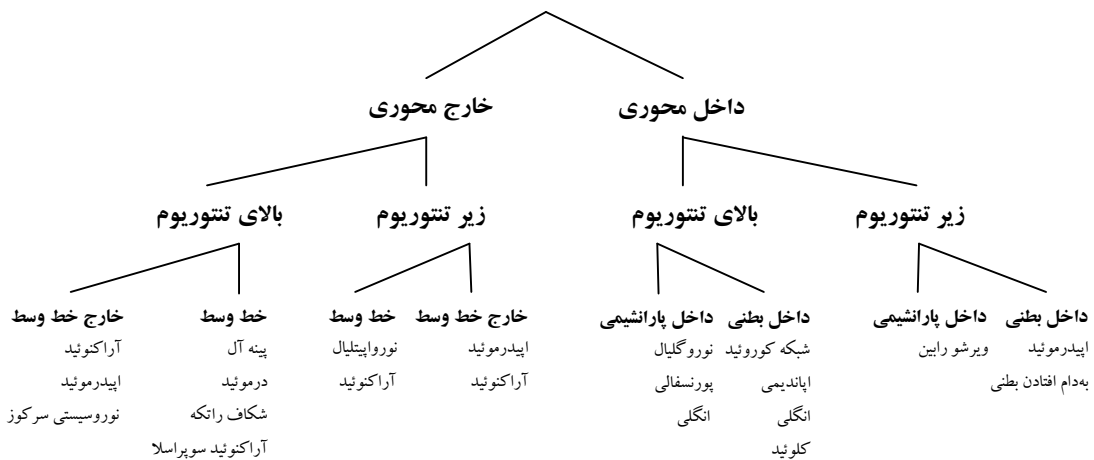 داخل محوری
خارج محوری
زیر تنتوریوم
بالای تنتوریوم
زیر تنتوریوم
بالای تنتوریوم
داخل بطنی
اپیدرموئید
به‌دام افتادن بطنی
داخل پارانشیمی
ویرشو رابین
داخل بطنی
شبکه کوروئید
اپاندیمی
انگلی
کلوئید
داخل پارانشیمی
نوروگلیال
پورنسفالی
انگلی
خارج خط وسط
اپیدرموئید
آراکنوئید
خط وسط
نورواپیتلیال
آراکنوئید
خط وسط
پینه آل
درموئید
شکاف راتکه
آراکنوئید سوپراسلا
خارج خط وسط
آراکنوئید
اپیدرموئید
نوروسیستی سرکوز